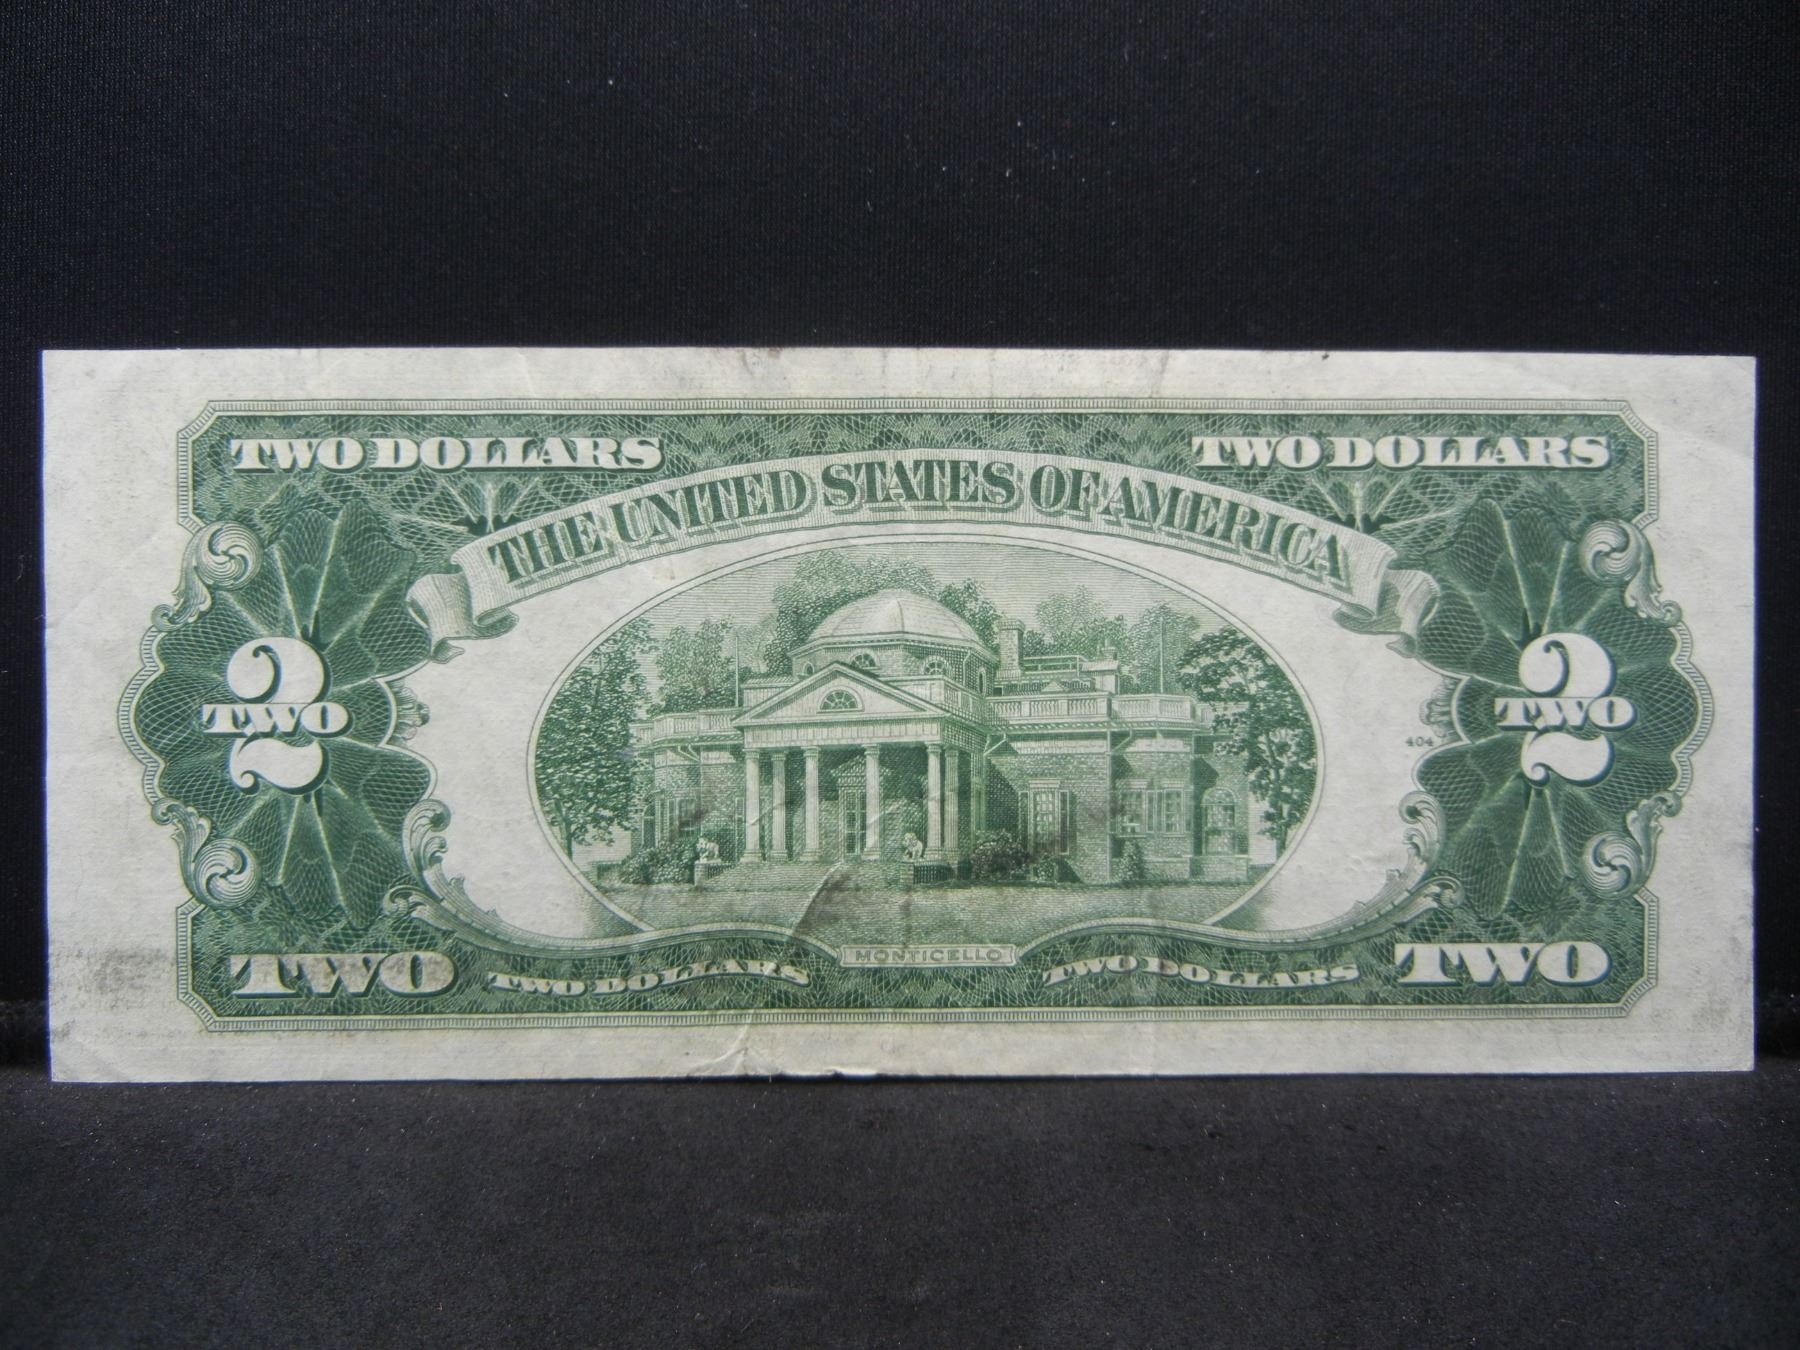 TWO DOLLARS
TWO DOLLARS
THE UNITED STATES OF AMERICA
2
TWO
2
TWO
404
MONTICELLO
TWO
TWO DOLLARS
TWO DOLLARS
TWO